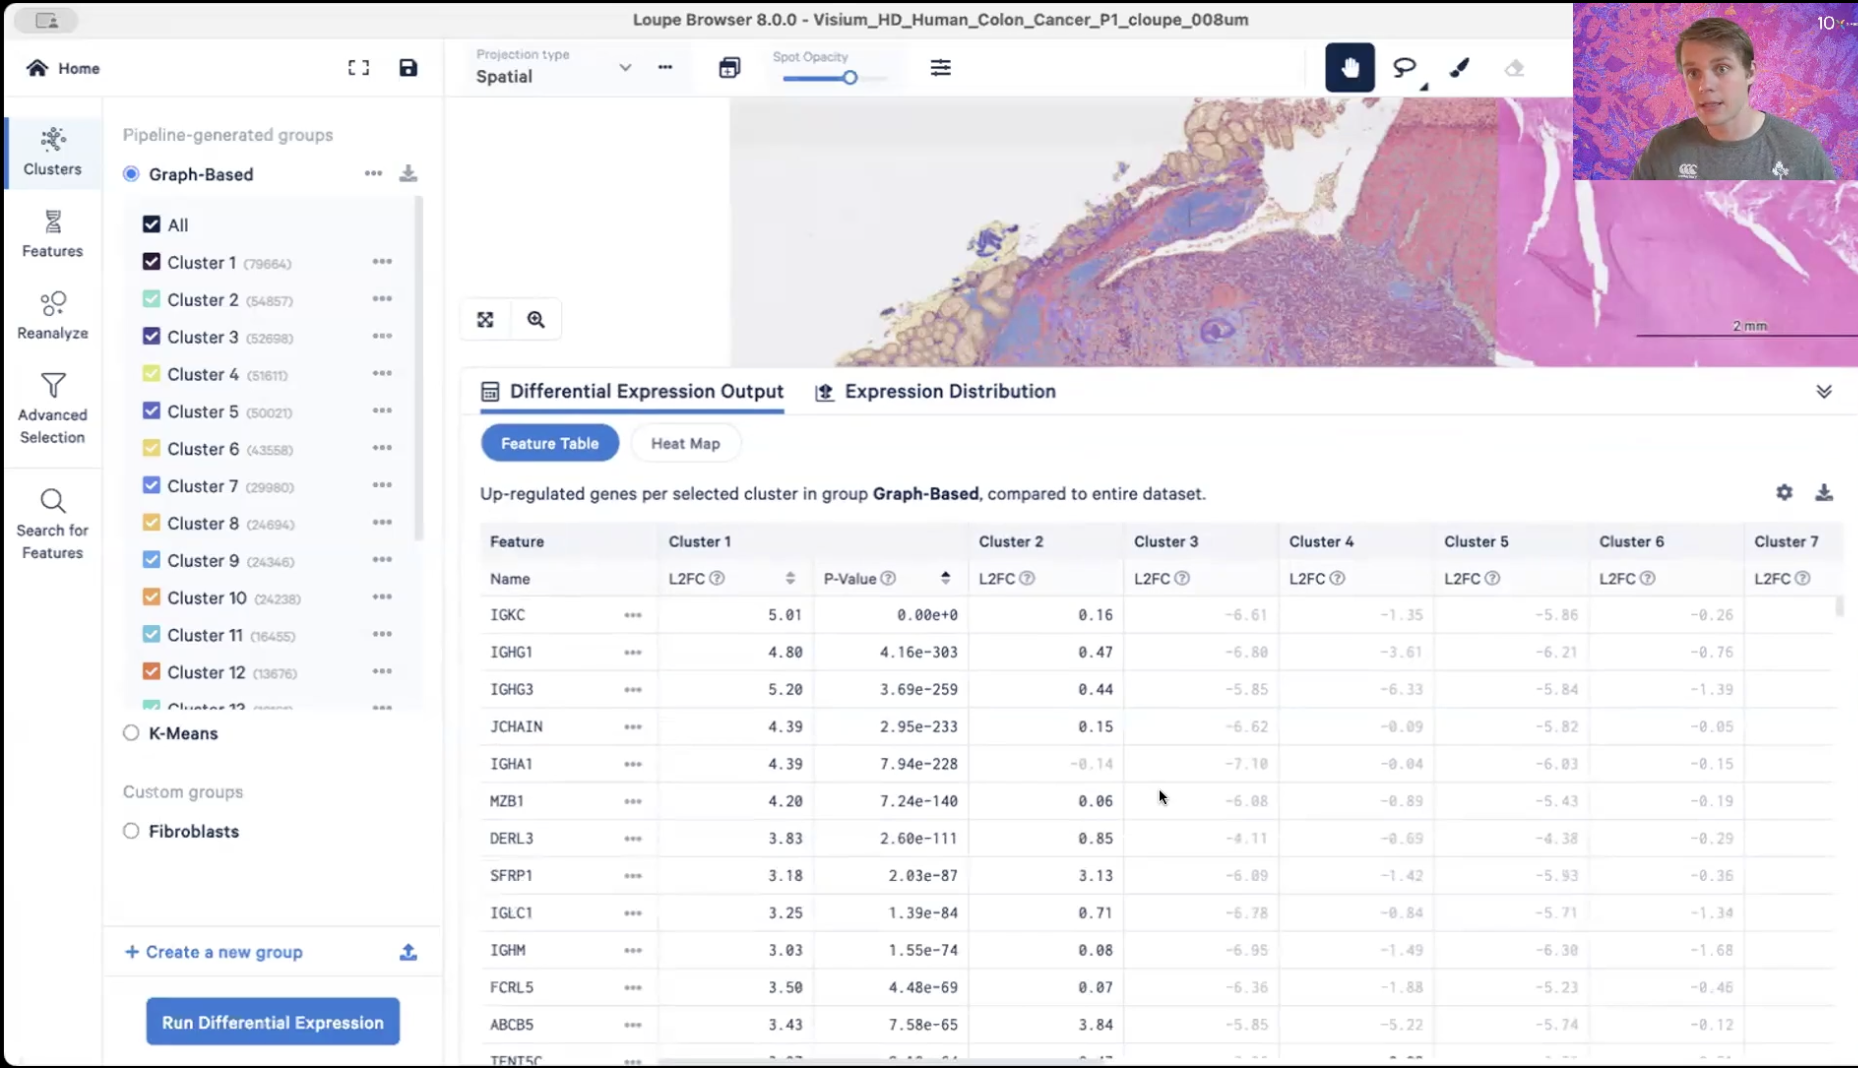 Loupe Browser 8.0.0 - Visium_HD_Human_Colon_Cancer_P1_cloupe_008um
10x
Home
Projection type
Spatial
Spot Opacity
Clusters
Features
Reanalyze
Advanced
Selection
Search for
Features
Pipeline-generated groups
Graph-Based
All
Cluster 1 (79664)
Cluster 2 (54857)
Cluster 3 (52698)
Cluster 4 (51611)
Cluster 5 (50021)
Cluster 6 (43558)
Cluster 7 (29980)
Cluster 8 (24694)
Cluster 9 (24346)
Cluster 10 (24238)
Cluster 11 (16455)
Cluster 12 (13676)
Cluster 13
K-Means
Custom groups
Fibroblasts
+ Create a new group
Run Differential Expression
2 mm
Differential Expression Output Expression Distribution
Feature Table Heat Map
Up-regulated genes per selected cluster in group Graph-Based, compared to entire dataset.
Feature Cluster 1 Cluster 2 Cluster 3 Cluster 4 Cluster 5 Cluster 6 Cluster 7
Name L2FC P-Value L2FC L2FC L2FC L2FC L2FC L2FC
IGKC 5.01 0.00e+0 0.16 -6.61 -1.35 -5.86 -0.26
IGHG1 4.80 4.16e-303 0.47 -6.80 -3.61 -6.21 -0.76
IGHG3 5.20 3.69e-259 0.44 -5.85 -6.33 -5.84 -1.39
JCHAIN 4.39 2.95e-233 0.15 -6.62 -0.09 -5.82 -0.05
IGHA1 4.39 7.94e-228 -0.14 -7.10 -0.04 -6.03 -0.15
MZB1 4.20 7.24e-140 0.06 -6.08 -0.89 -5.43 -0.19
DERL3 3.83 2.60e-111 0.85 -4.11 -0.69 -4.38 -0.29
SFRP1 3.18 2.03e-87 3.13 -6.09 -1.42 -5.93 -0.36
IGLC1 3.25 1.39e-84 0.71 -6.78 -0.84 -5.71 -1.34
IGHM 3.03 1.55e-74 0.08 -6.95 -1.49 -6.30 -1.68
FCRL5 3.50 4.48e-69 0.07 -6.36 -1.88 -5.23 -0.46
ABCB5 3.43 7.58e-65 3.84 -5.85 -5.22 -5.74 -0.12
TENT5C